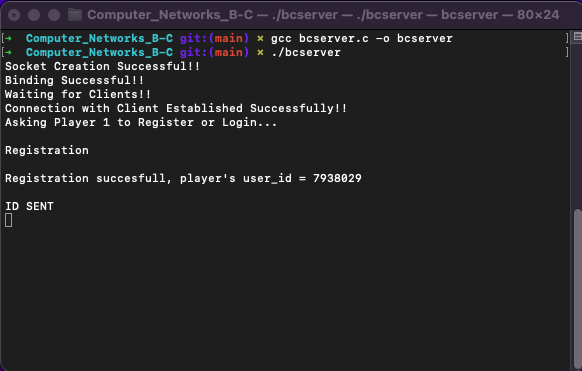 Computer_Networks_B-C — ./bcserver — ./bcserver — bcserver — 80×24
[➜  Computer_Networks_B-C git:(main) ✗ gcc bcserver.c -o bcserver ]
[➜  Computer_Networks_B-C git:(main) ✗ ./bcserver ]
Socket Creation Successful!!
Binding Successful!!
Waiting for Clients!!
Connection with Client Established Successfully!!
Asking Player 1 to Register or Login...
Registration
Registration succesfull, player's user_id = 7938029
ID SENT